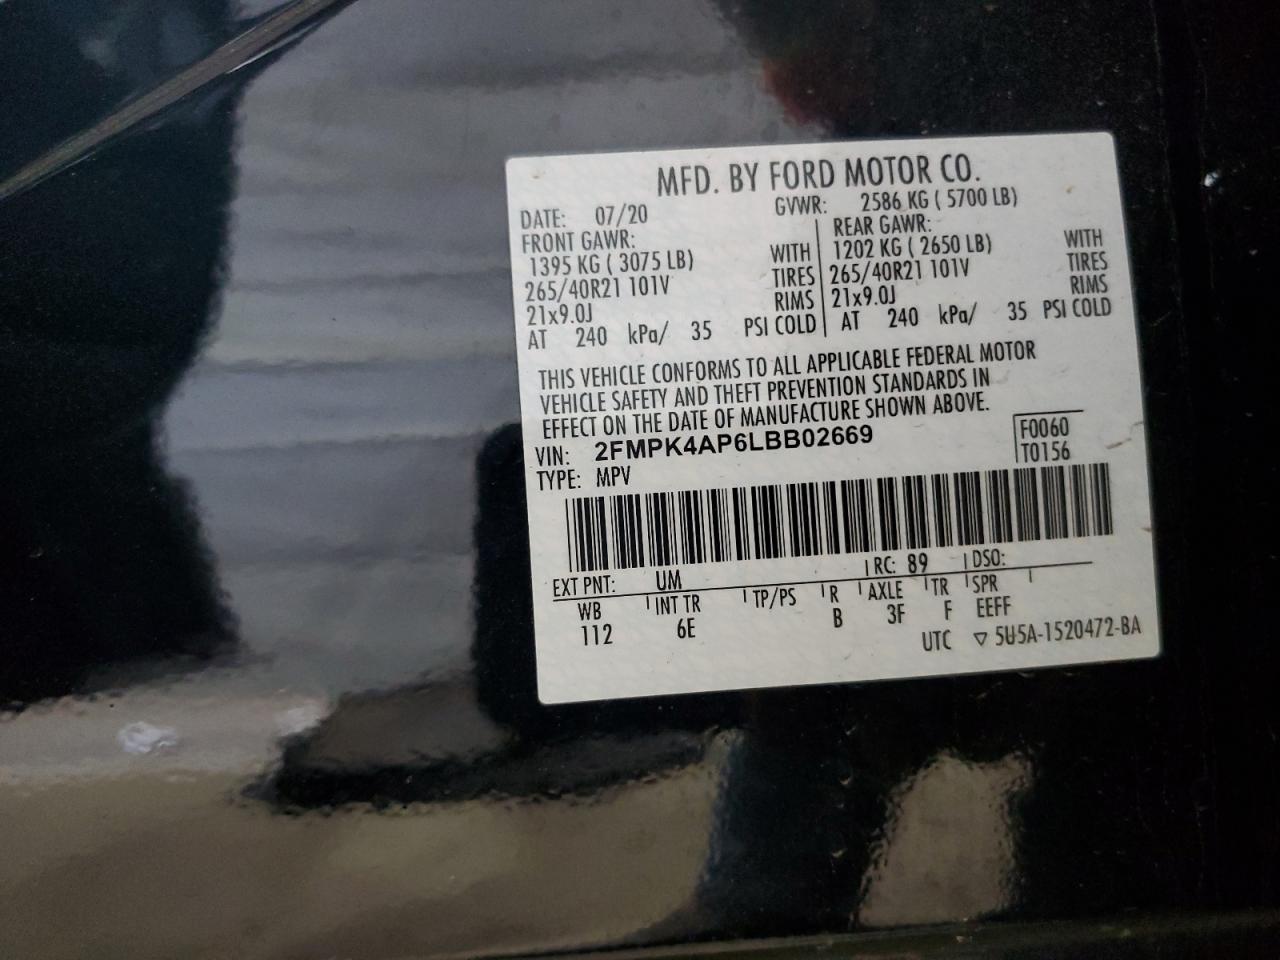 MFD. BY FORD MOTOR CO.
DATE: 07/20 GVWR: 2586 KG ( 5700 LB)
FRONT GAWR: REAR GAWR:
1395 KG ( 3075 LB) WITH 1202 KG ( 2650 LB) WITH
265/40R21 101V TIRES 265/40R21 101V TIRES
21x9.0J RIMS 21x9.0J RIMS
AT 240 kPa/ 35 PSI COLD AT 240 kPa/ 35 PSI COLD
THIS VEHICLE CONFORMS TO ALL APPLICABLE FEDERAL MOTOR
VEHICLE SAFETY AND THEFT PREVENTION STANDARDS IN
EFFECT ON THE DATE OF MANUFACTURE SHOWN ABOVE.
VIN: 2FMPK4AP6LBB02669 F0060
TYPE: MPV T0156
EXT PNT: UM RC: 89 DSO:
WB INT TR TP/PS R AXLE TR SPR
112 6E B 3F F EEFF
UTC ▽ 5U5A-1520472-BA